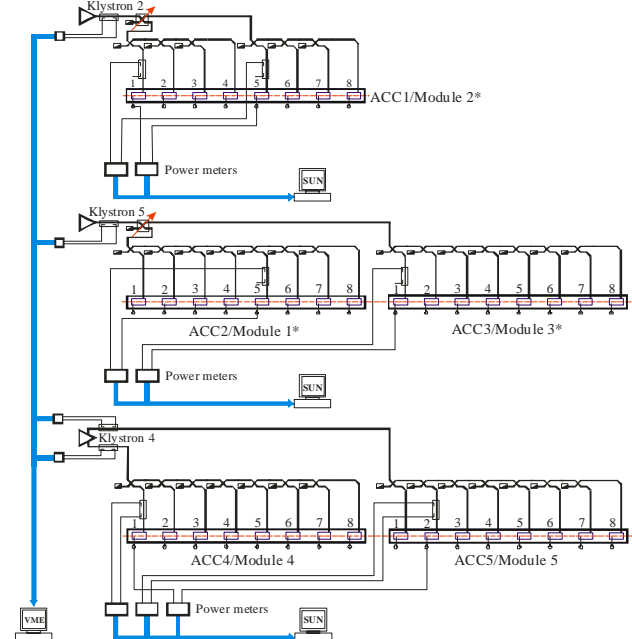 Klystron 2
1 2 3 4 5 6 7 8
ACC1/Module 2*
Power meters
SUN
Klystron 5
1 2 3 4 5 6 7 8
1 2 3 4 5 6 7 8
ACC2/Module 1*
ACC3/Module 3*
Power meters
SUN
Klystron 4
1 2 3 4 5 6 7 8
1 2 3 4 5 6 7 8
ACC4/Module 4
ACC5/Module 5
Power meters
VME
SUN